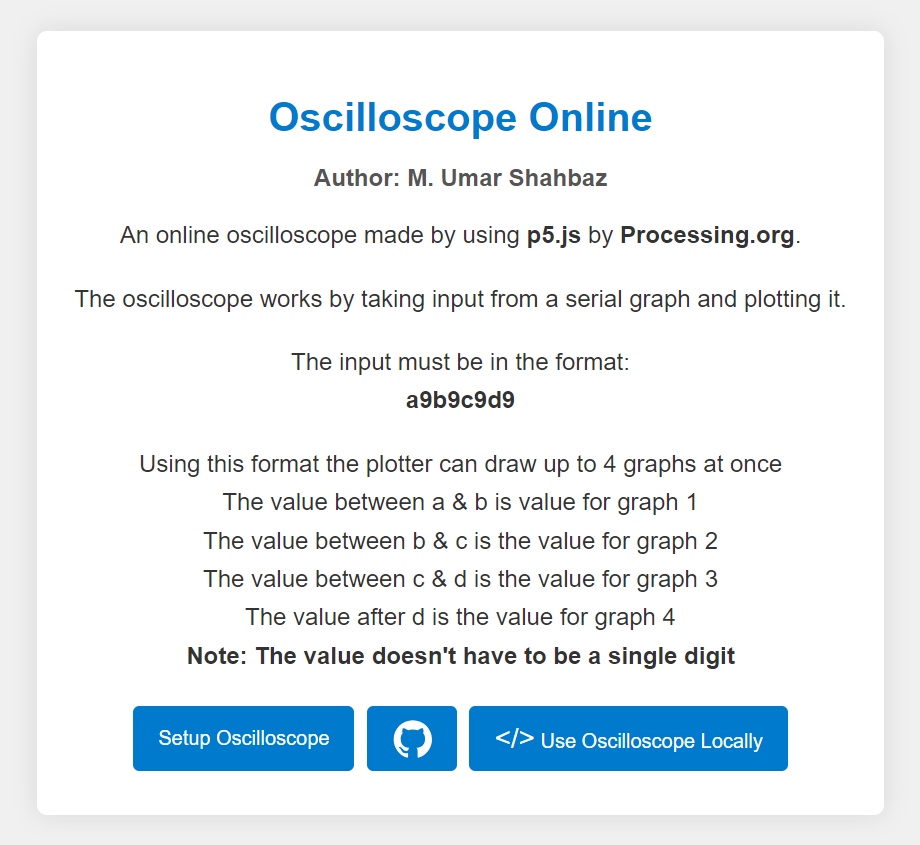 Oscilloscope Online
Author: M. Umar Shahbaz
An online oscilloscope made by using p5.js by Processing.org.
The oscilloscope works by taking input from a serial graph and plotting it.
The input must be in the format:
a9b9c9d9
Using this format the plotter can draw up to 4 graphs at once
The value between a & b is value for graph 1
The value between b & c is the value for graph 2
The value between c & d is the value for graph 3
The value after d is the value for graph 4
Note: The value doesn't have to be a single digit
Setup Oscilloscope
</> Use Oscilloscope Locally